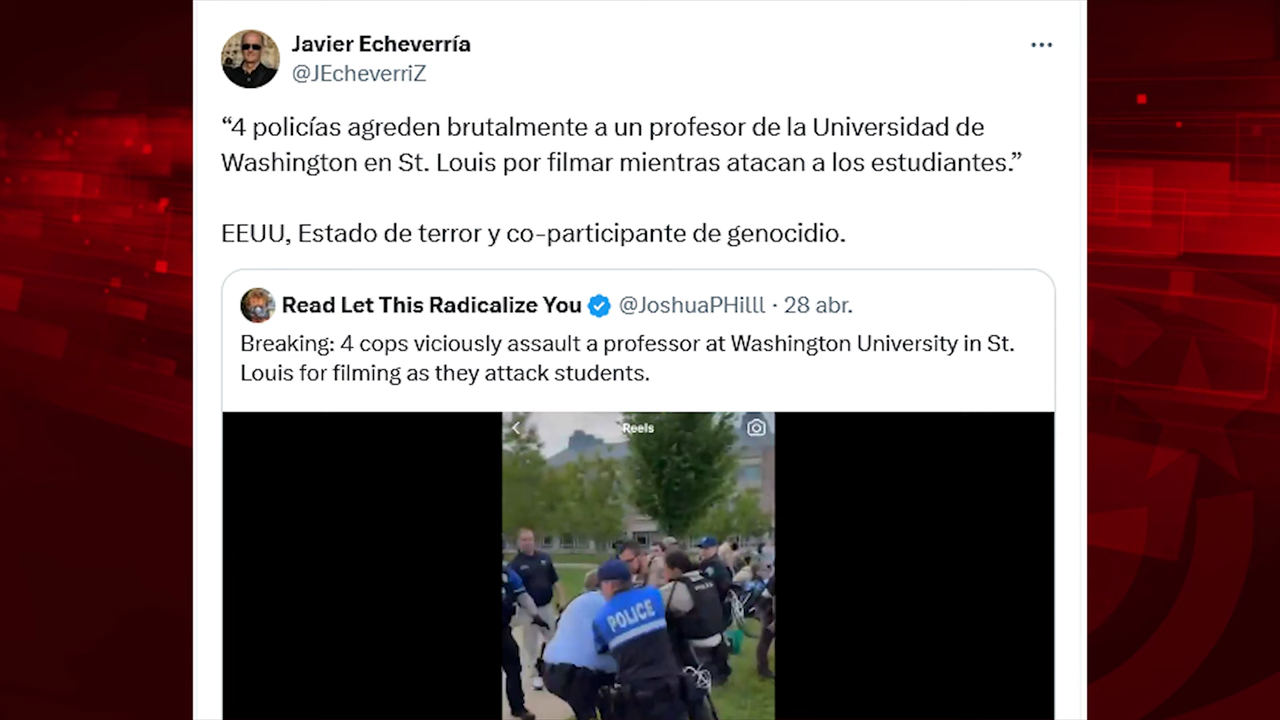 Javier Echeverría
@JEcheverriZ
“4 policías agreden brutalmente a un profesor de la Universidad de
Washington en St. Louis por filmar mientras atacan a los estudiantes.”
EEUU, Estado de terror y co-participante de genocidio.
Read Let This Radicalize You @JoshuaPHilll · 28 abr.
Breaking: 4 cops viciously assault a professor at Washington University in St.
Louis for filming as they attack students.
Reels
POLICE